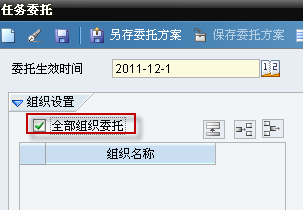 任务委托
另存委托方案 保存委托方案
委托生效时间 2011-12-1
组织设置
全部组织委托
组织名称